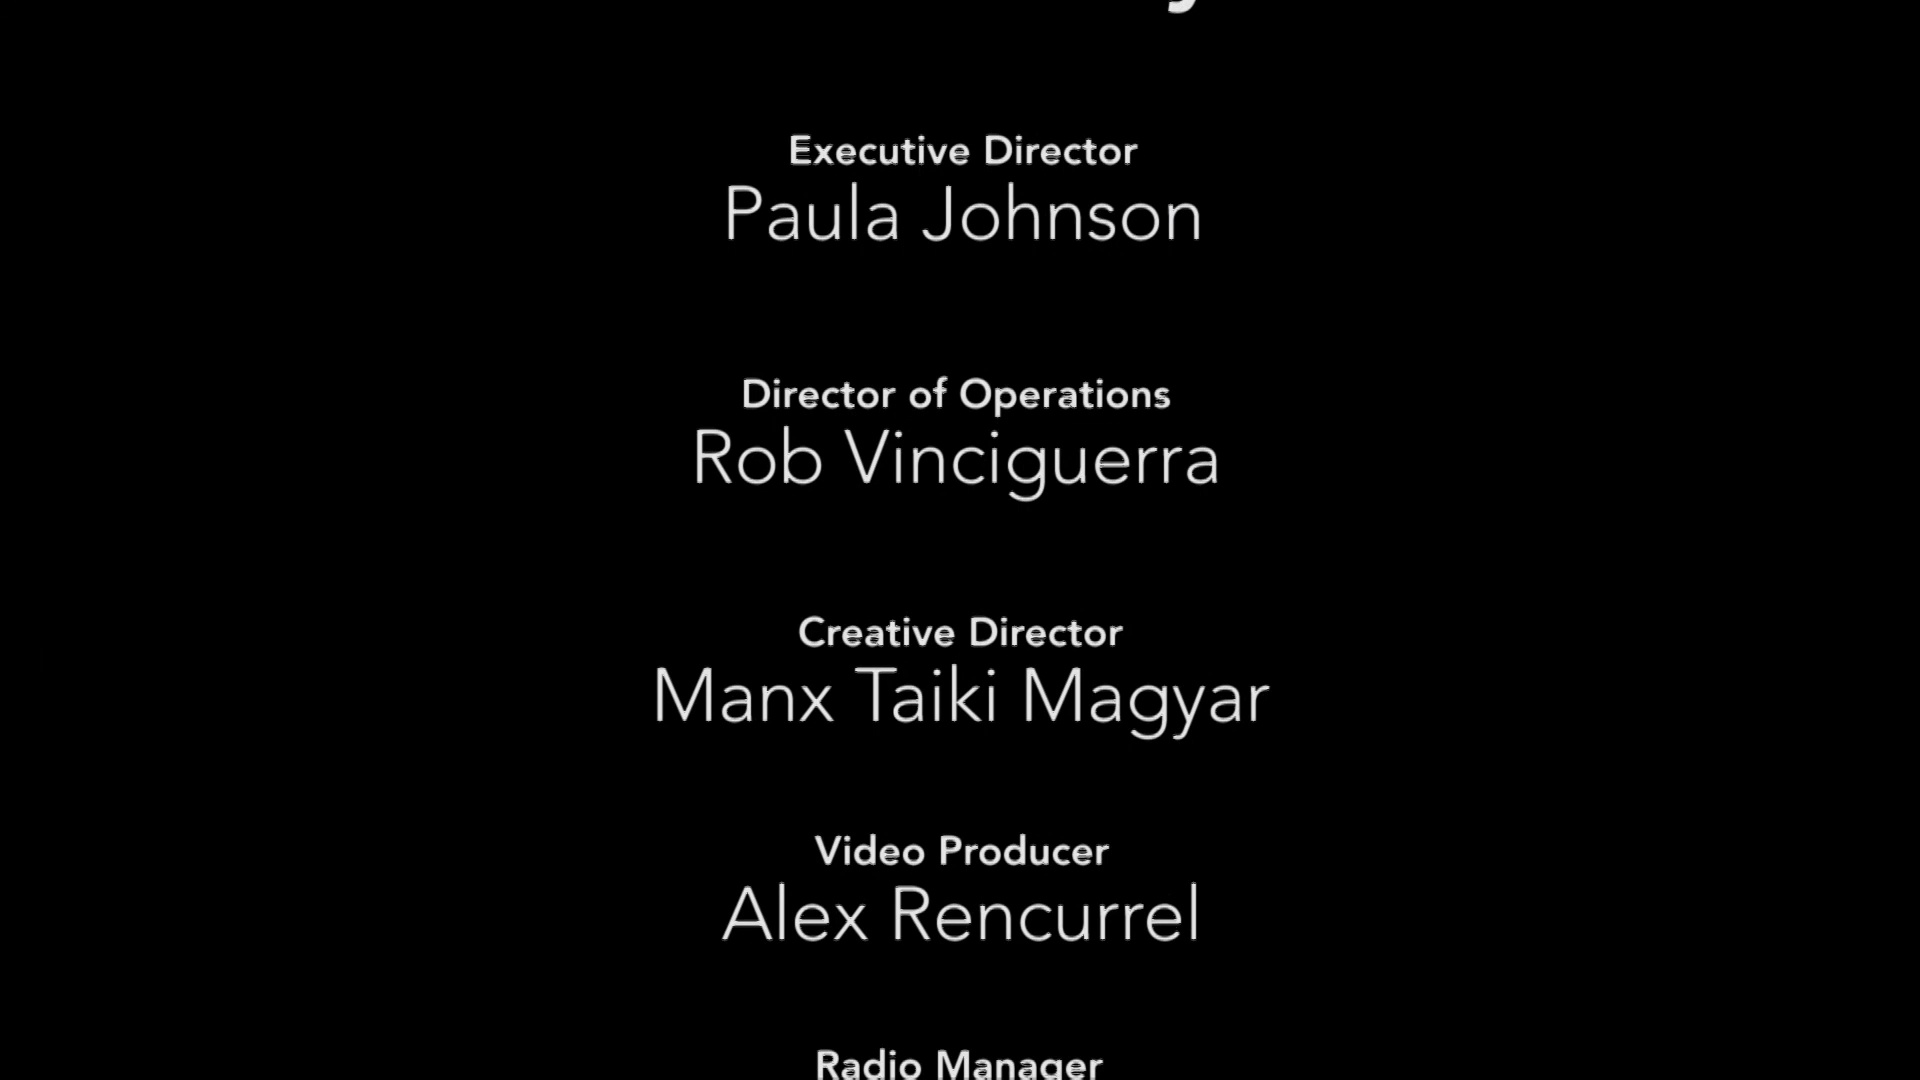 Executive Director
Paula Johnson
Director of Operations
Rob Vinciguerra
Creative Director
Manx Taiki Magyar
Video Producer
Alex Rencurrel
Radio Manager